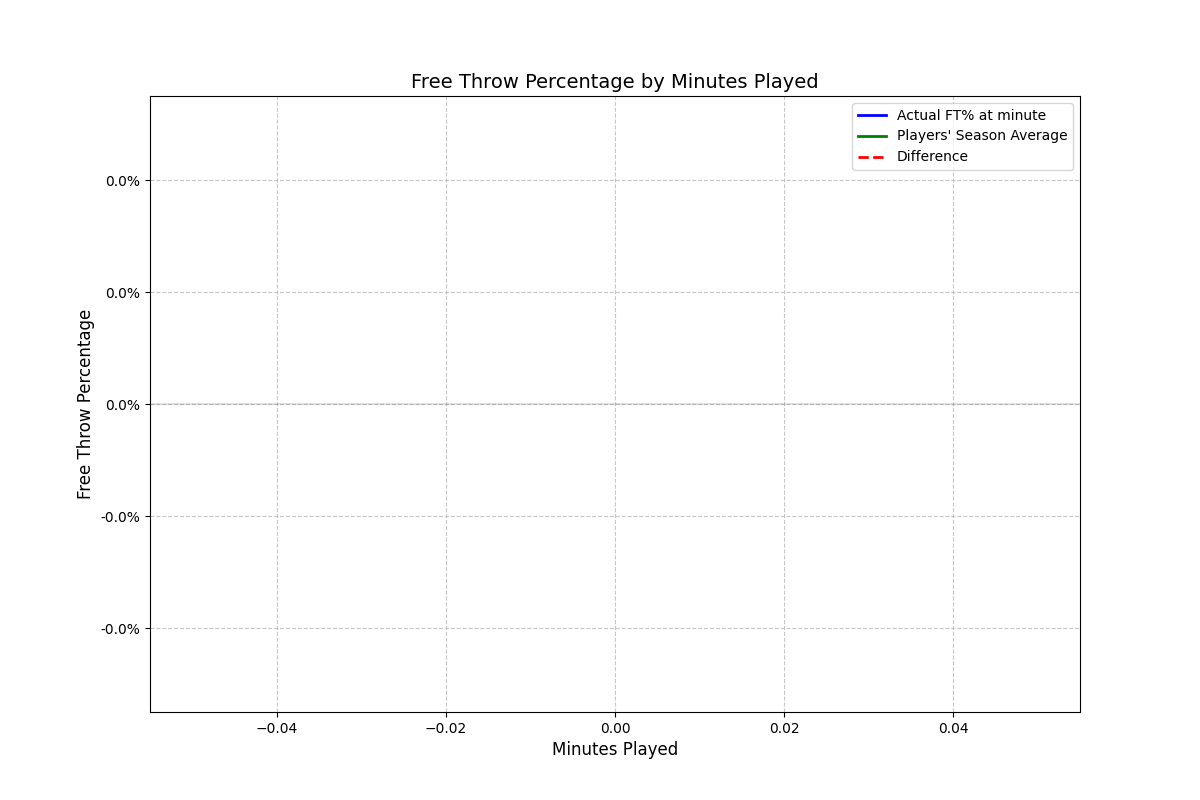 Free Throw Percentage by Minutes Played
Actual FT% at minute
Players' Season Average
Difference
0.0%
0.0%
0.0%
-0.0%
-0.0%
Free Throw Percentage
−0.04
−0.02
0.00
0.02
0.04
Minutes Played